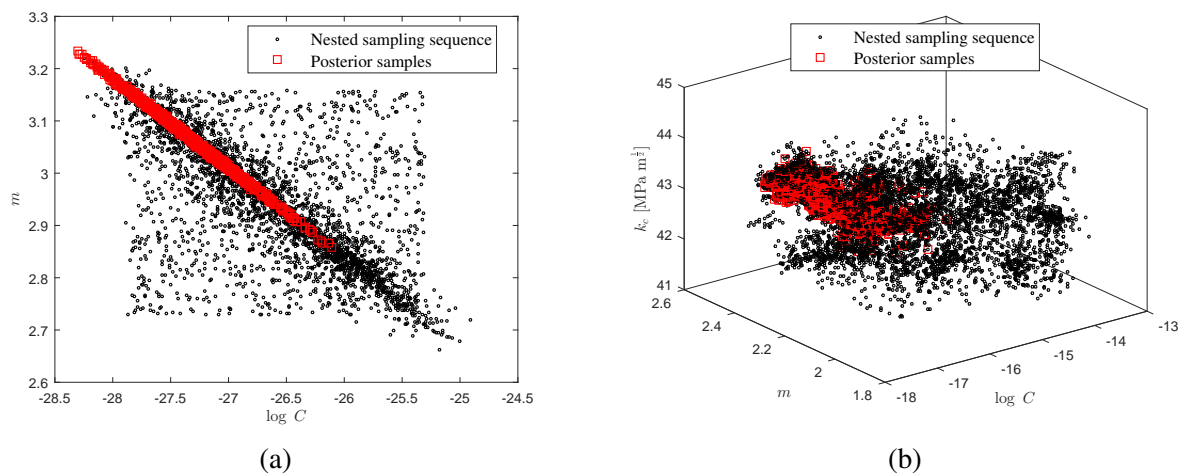 3.3
3.2
3.1
3
2.9
2.8
2.7
2.6
m
-28.5 -28 -27.5 -27 -26.5 -26 -25.5 -25 -24.5
log C
Nested sampling sequence
Posterior samples
(a)
45
44
43
42
41
k_c [MPa m^{1/2}]
2.6 2.4 2.2 2 1.8
m
-18 -17 -16 -15 -14 -13
log C
Nested sampling sequence
Posterior samples
(b)